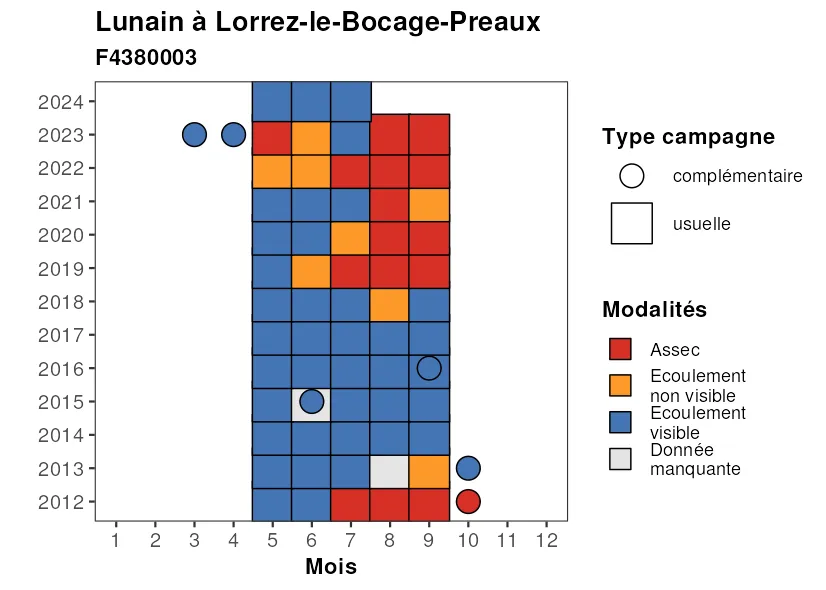 Lunain à Lorrez-le-Bocage-Preaux
F4380003
2024
2023
2022
2021
2020
2019
2018
2017
2016
2015
2014
2013
2012
1 2 3 4 5 6 7 8 9 10 11 12
Mois
Type campagne
complémentaire
usuelle
Modalités
Assec
Ecoulement
non visible
Ecoulement
visible
Donnée
manquante